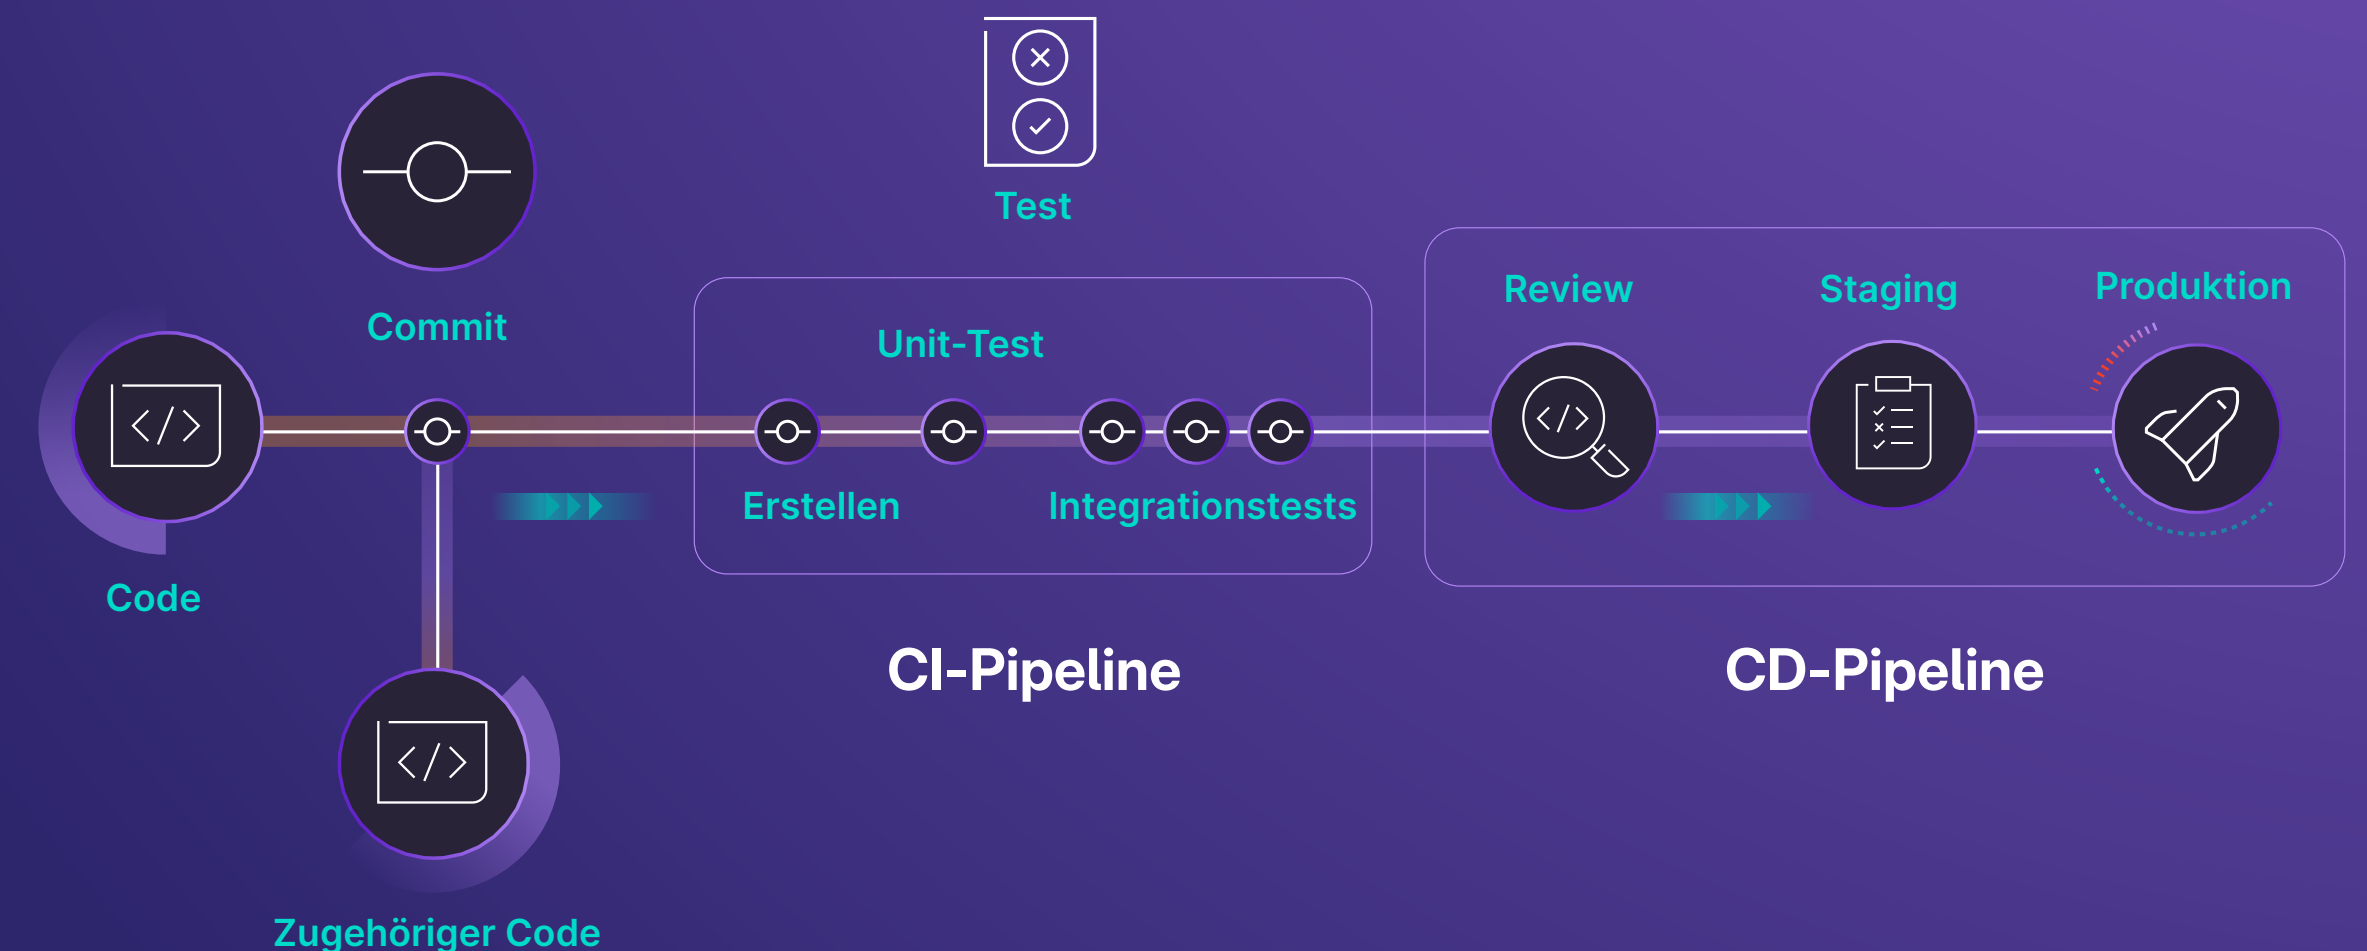 Test
Commit
Code
Zugehöriger Code
Unit-Test
Erstellen
Integrationstests
CI-Pipeline
Review
Staging
Produktion
CD-Pipeline